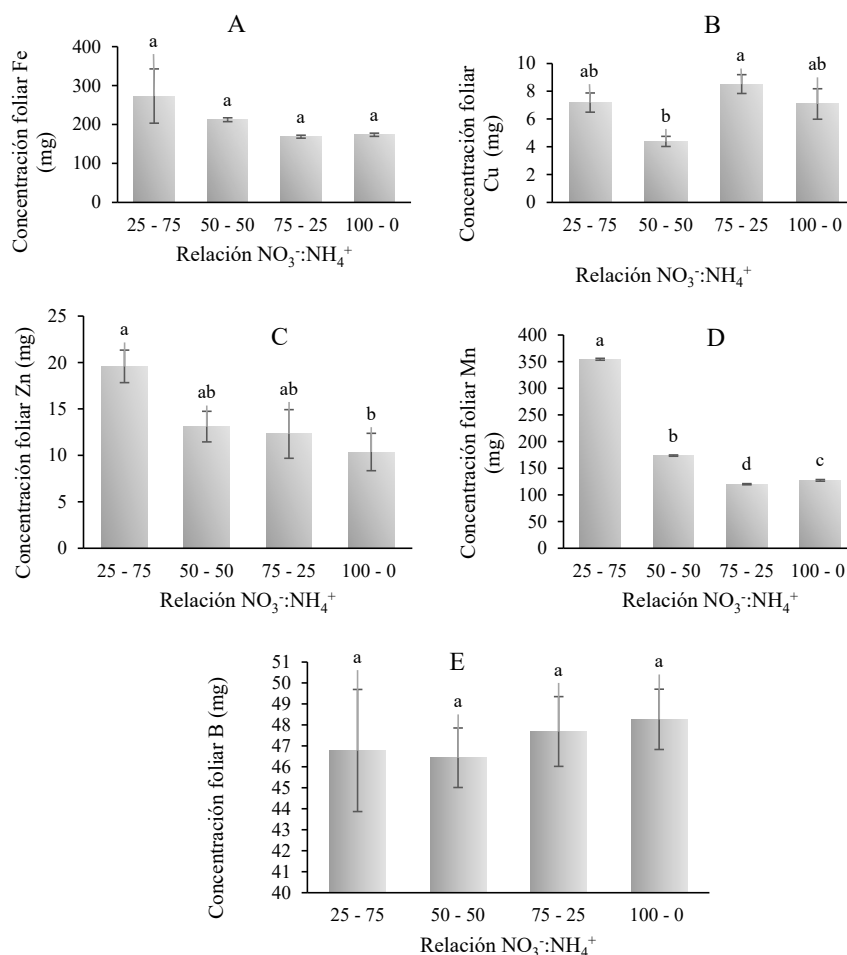 A
Concentración foliar Fe
(mg)
400
300
200
100
0
a
a
a
a
25 - 75
50 - 50
75 - 25
100 - 0
Relación NO₃⁻:NH₄⁺
B
Concentración foliar
Cu (mg)
10
8
6
4
2
0
ab
b
a
ab
25 - 75
50 - 50
75 - 25
100 - 0
Relación NO₃⁻:NH₄⁺
C
Concentración foliar Zn (mg)
25
20
15
10
5
0
a
ab
ab
b
25 - 75
50 - 50
75 - 25
100 - 0
Relación NO₃⁻:NH₄⁺
D
Concentración foliar Mn
(mg)
400
350
300
250
200
150
100
50
0
a
b
d
c
25 - 75
50 - 50
75 - 25
100 - 0
Relación NO₃⁻:NH₄⁺
E
Concentración foliar B (mg)
51
50
49
48
47
46
45
44
43
42
41
40
a
a
a
a
25 - 75
50 - 50
75 - 25
100 - 0
Relación NO₃⁻:NH₄⁺